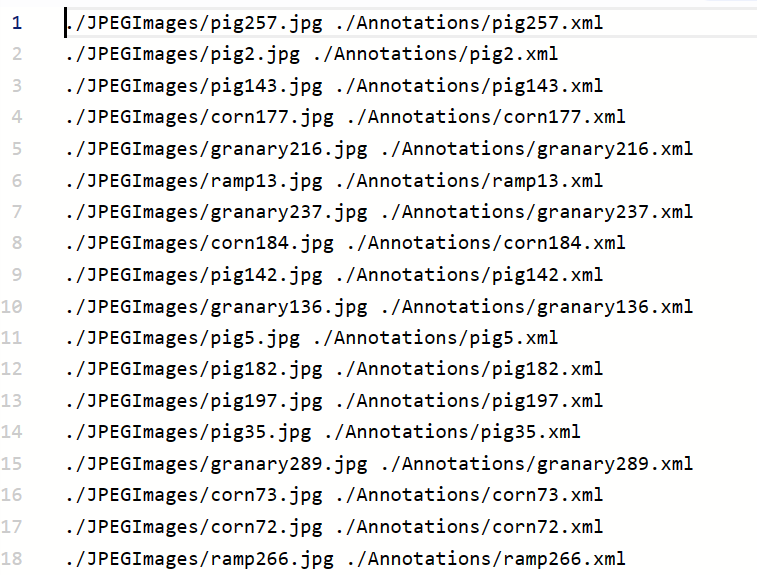 1 ./JPEGImages/pig257.jpg ./Annotations/pig257.xml
2 ./JPEGImages/pig2.jpg ./Annotations/pig2.xml
3 ./JPEGImages/pig143.jpg ./Annotations/pig143.xml
4 ./JPEGImages/corn177.jpg ./Annotations/corn177.xml
5 ./JPEGImages/granary216.jpg ./Annotations/granary216.xml
6 ./JPEGImages/ramp13.jpg ./Annotations/ramp13.xml
7 ./JPEGImages/granary237.jpg ./Annotations/granary237.xml
8 ./JPEGImages/corn184.jpg ./Annotations/corn184.xml
9 ./JPEGImages/pig142.jpg ./Annotations/pig142.xml
10 ./JPEGImages/granary136.jpg ./Annotations/granary136.xml
11 ./JPEGImages/pig5.jpg ./Annotations/pig5.xml
12 ./JPEGImages/pig182.jpg ./Annotations/pig182.xml
13 ./JPEGImages/pig197.jpg ./Annotations/pig197.xml
14 ./JPEGImages/pig35.jpg ./Annotations/pig35.xml
15 ./JPEGImages/granary289.jpg ./Annotations/granary289.xml
16 ./JPEGImages/corn73.jpg ./Annotations/corn73.xml
17 ./JPEGImages/corn72.jpg ./Annotations/corn72.xml
18 ./JPEGImages/ramp266.jpg ./Annotations/ramp266.xml